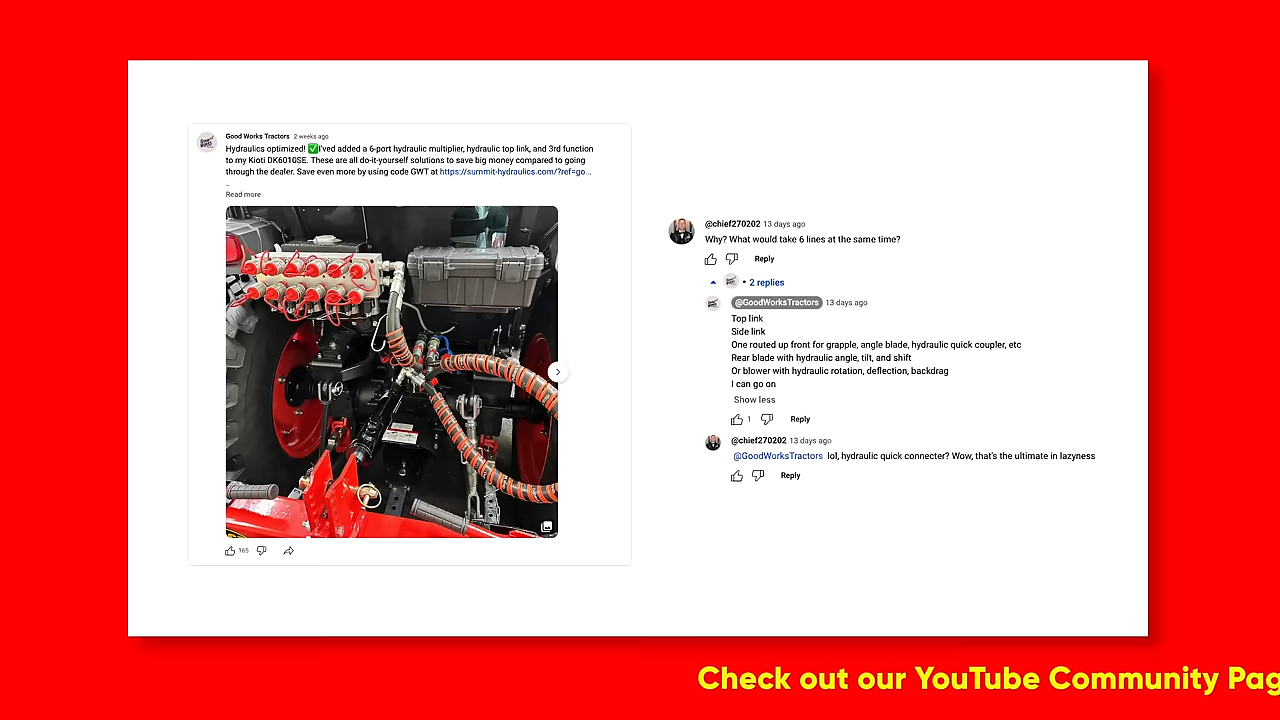 Good Works Tractors 2 weeks ago
Hydraulics optimized! ✅I'ved added a 6-port hydraulic multiplier, hydraulic top link, and 3rd function
to my Kioti DK6010SE. These are all do-it-yourself solutions to save big money compared to going
through the dealer. Save even more by using code GWT at https://summit-hydraulics.com/?ref=go...
..
Read more
165
@chief270202 13 days ago
Why? What would take 6 lines at the same time?
Reply
• 2 replies
@GoodWorksTractors 13 days ago
Top link
Side link
One routed up front for grapple, angle blade, hydraulic quick coupler, etc
Rear blade with hydraulic angle, tilt, and shift
Or blower with hydraulic rotation, deflection, backdrag
I can go on
Show less
1 Reply
@chief270202 13 days ago
@GoodWorksTractors lol, hydraulic quick connecter? Wow, that's the ultimate in lazyness
Reply
Check out our YouTube Community Pag